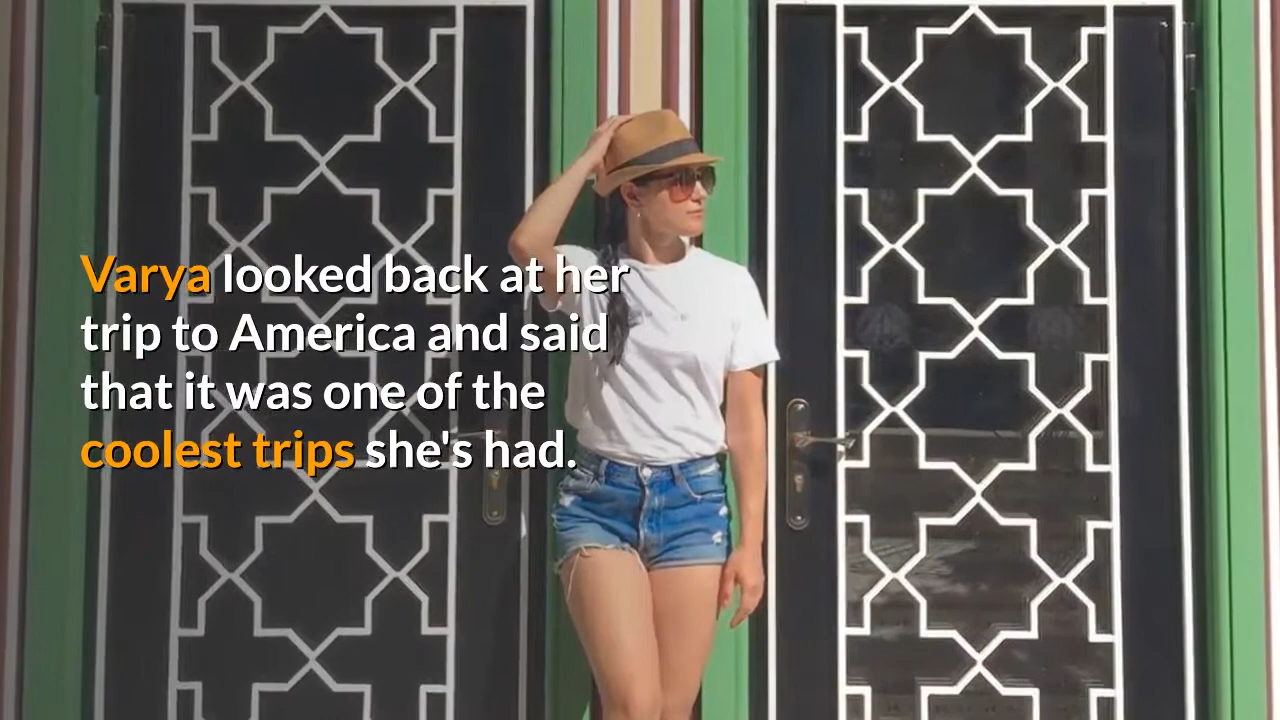 Varya looked back at her
trip to America and said
that it was one of the
coolest trips she's had.